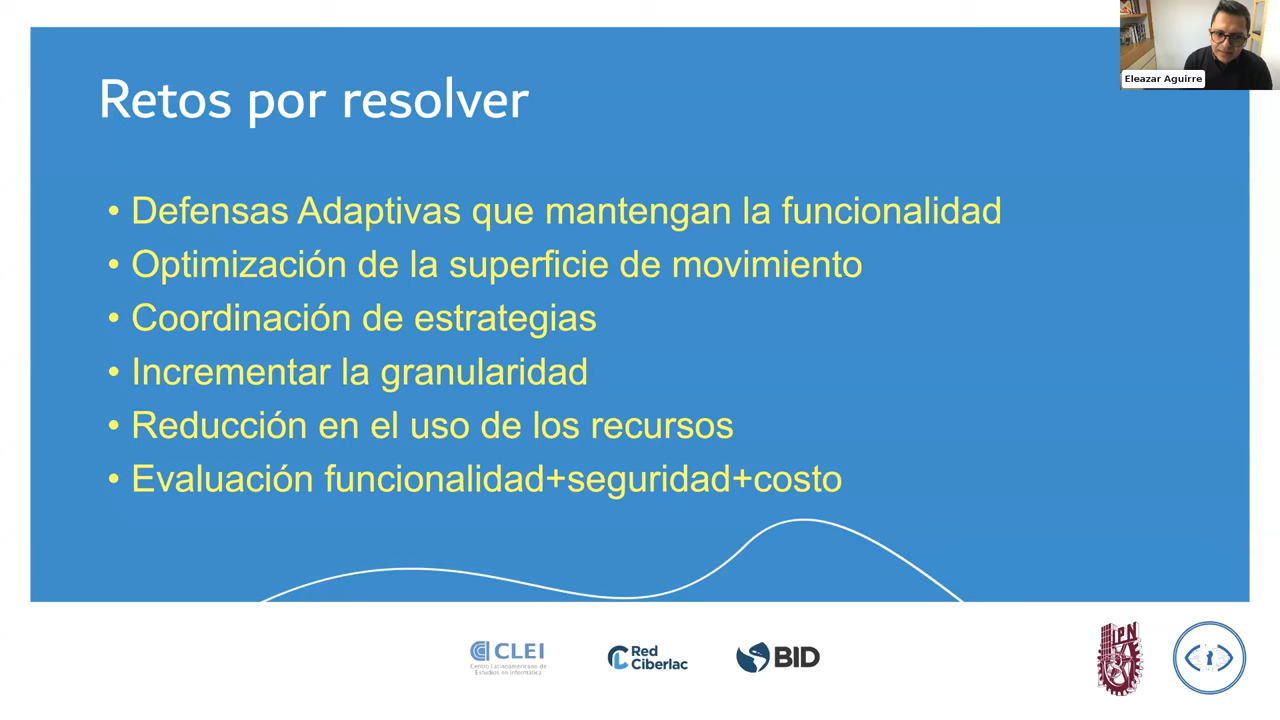 Eleazar Aguirre
Retos por resolver
• Defensas Adaptivas que mantengan la funcionalidad
• Optimización de la superficie de movimiento
• Coordinación de estrategias
• Incrementar la granularidad
• Reducción en el uso de los recursos
• Evaluación funcionalidad+seguridad+costo
CLEI
Centro Latinoamericano de
Estudios en Informática
Red
Ciberlac
BID
IPN